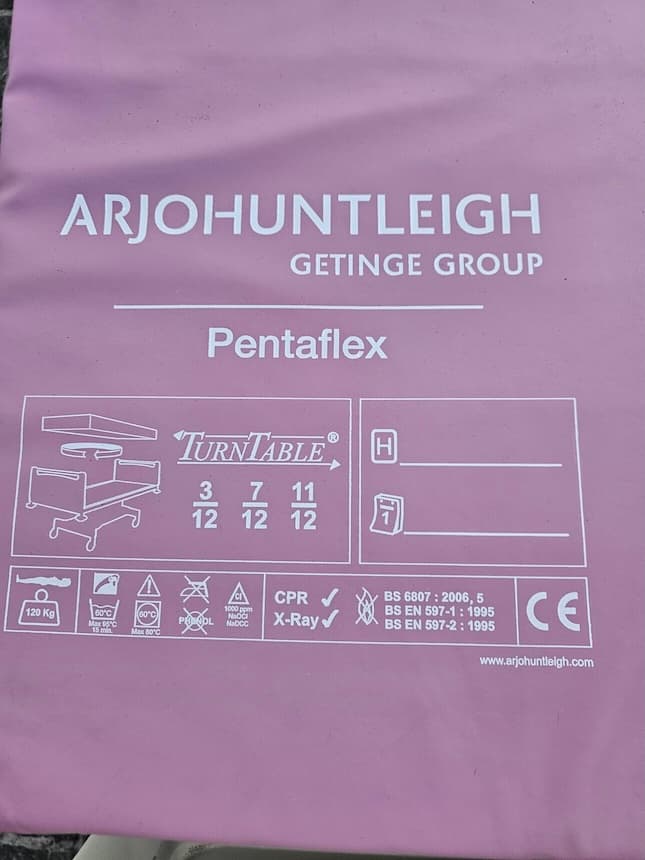 ARJOHUNTLEIGH
GETINGE GROUP
Pentaflex
TURNTABLE®
3/12 7/12 11/12
H
1
120 Kg
60°C
Max 95°C
15 min.
60°C
Max 80°C
PHENOL
Cl
1000 ppm
NaOCl
NaDCC
CPR ✓
X-Ray ✓
BS 6807 : 2006, 5
BS EN 597-1 : 1995
BS EN 597-2 : 1995
CE
www.arjohuntleigh.com